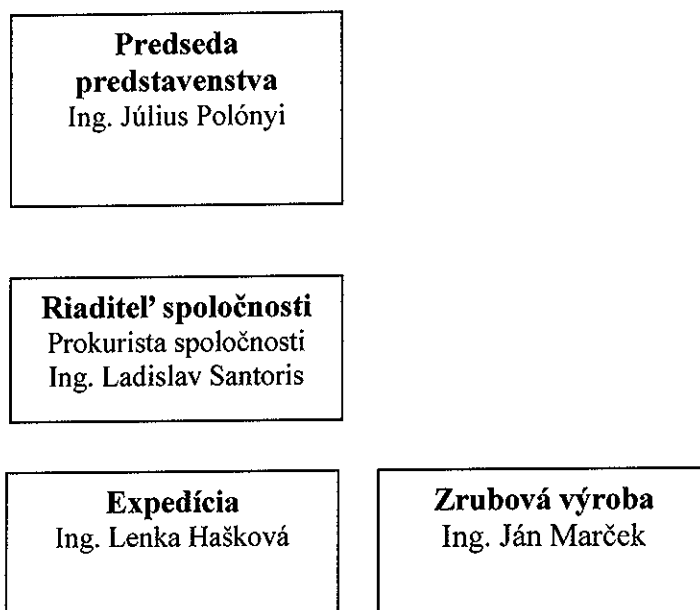 Predseda
predstavenstva
Ing. Július Polónyi
Riaditeľ spoločnosti
Prokurista spoločnosti
Ing. Ladislav Santoris
Expedícia
Ing. Lenka Hašková
Zrubová výroba
Ing. Ján Marček